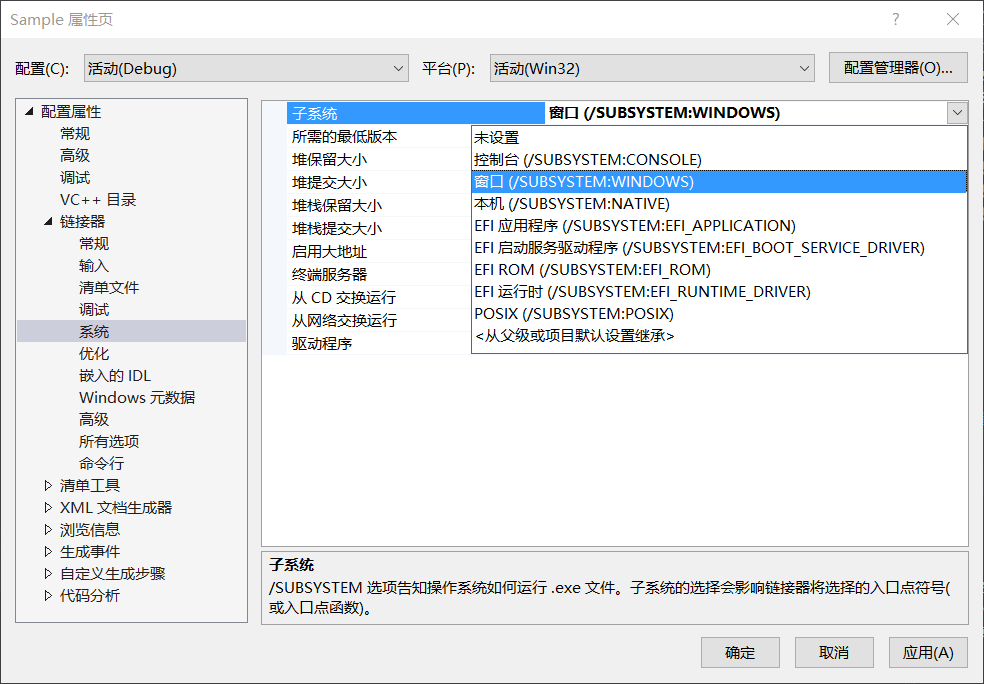 Sample 属性页
配置(C): 活动(Debug) 平台(P): 活动(Win32) 配置管理器(O)...
配置属性
常规
高级
调试
VC++ 目录
链接器
常规
输入
清单文件
调试
系统
优化
嵌入的 IDL
Windows 元数据
高级
所有选项
命令行
清单工具
XML 文档生成器
浏览信息
生成事件
自定义生成步骤
代码分析
子系统 窗口 (/SUBSYSTEM:WINDOWS)
所需的最低版本
堆保留大小
堆提交大小
堆栈保留大小
堆栈提交大小
启用大地址
终端服务器
从 CD 交换运行
从网络交换运行
驱动程序
未设置
控制台 (/SUBSYSTEM:CONSOLE)
窗口 (/SUBSYSTEM:WINDOWS)
本机 (/SUBSYSTEM:NATIVE)
EFI 应用程序 (/SUBSYSTEM:EFI_APPLICATION)
EFI 启动服务驱动程序 (/SUBSYSTEM:EFI_BOOT_SERVICE_DRIVER)
EFI ROM (/SUBSYSTEM:EFI_ROM)
EFI 运行时 (/SUBSYSTEM:EFI_RUNTIME_DRIVER)
POSIX (/SUBSYSTEM:POSIX)
<从父级或项目默认设置继承>
子系统
/SUBSYSTEM 选项告知操作系统如何运行 .exe 文件。子系统的选择会影响链接器将选择的入口点符号(
或入口点函数)。
确定 取消 应用(A)